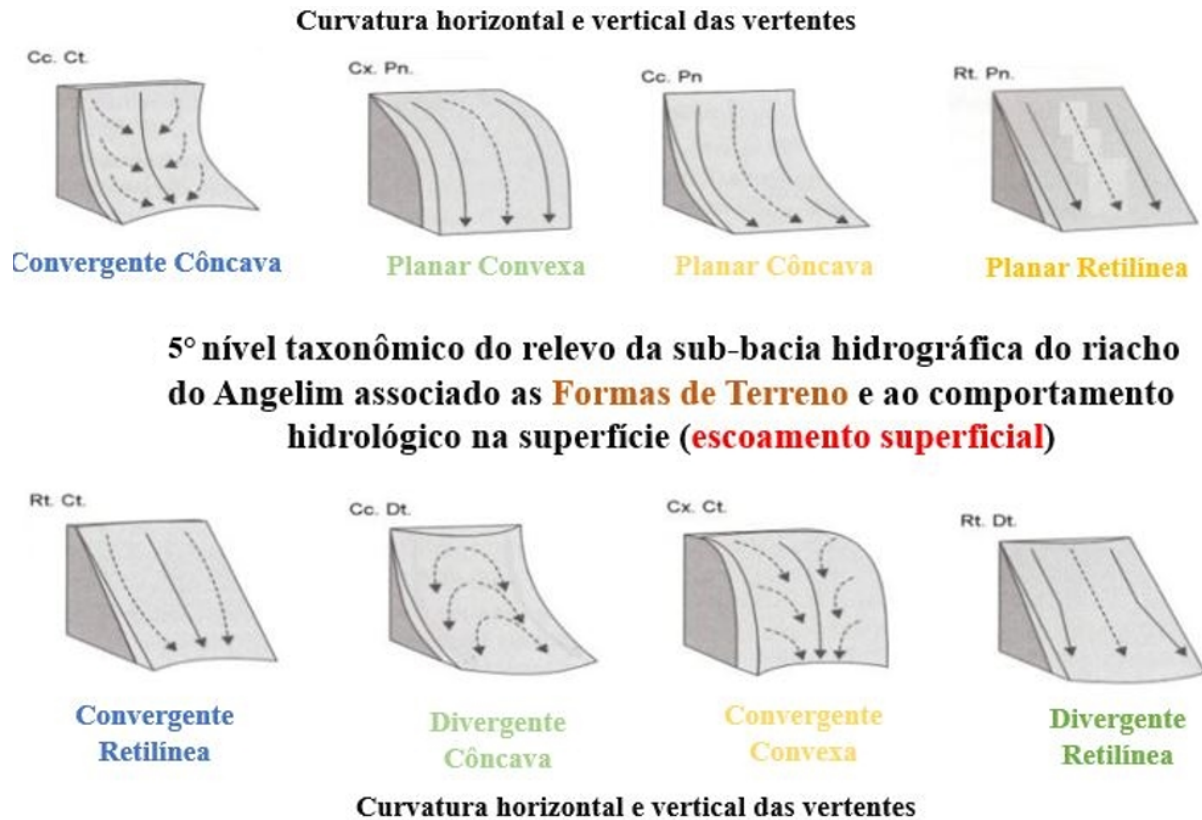 Curvatura horizontal e vertical das vertentes
Cc. Ct.
Cx. Pn.
Cc. Pn
Rt. Pn.
Convergente Côncava
Planar Convexa
Planar Côncava
Planar Retilínea
5° nível taxonômico do relevo da sub-bacia hidrográfica do riacho
do Angelim associado as Formas de Terreno e ao comportamento
hidrológico na superfície (escoamento superficial)
Rt. Ct.
Cc. Dt.
Cx. Ct.
Rt. Dt.
Convergente
Retilínea
Divergente
Côncava
Convergente
Convexa
Divergente
Retilínea
Curvatura horizontal e vertical das vertentes